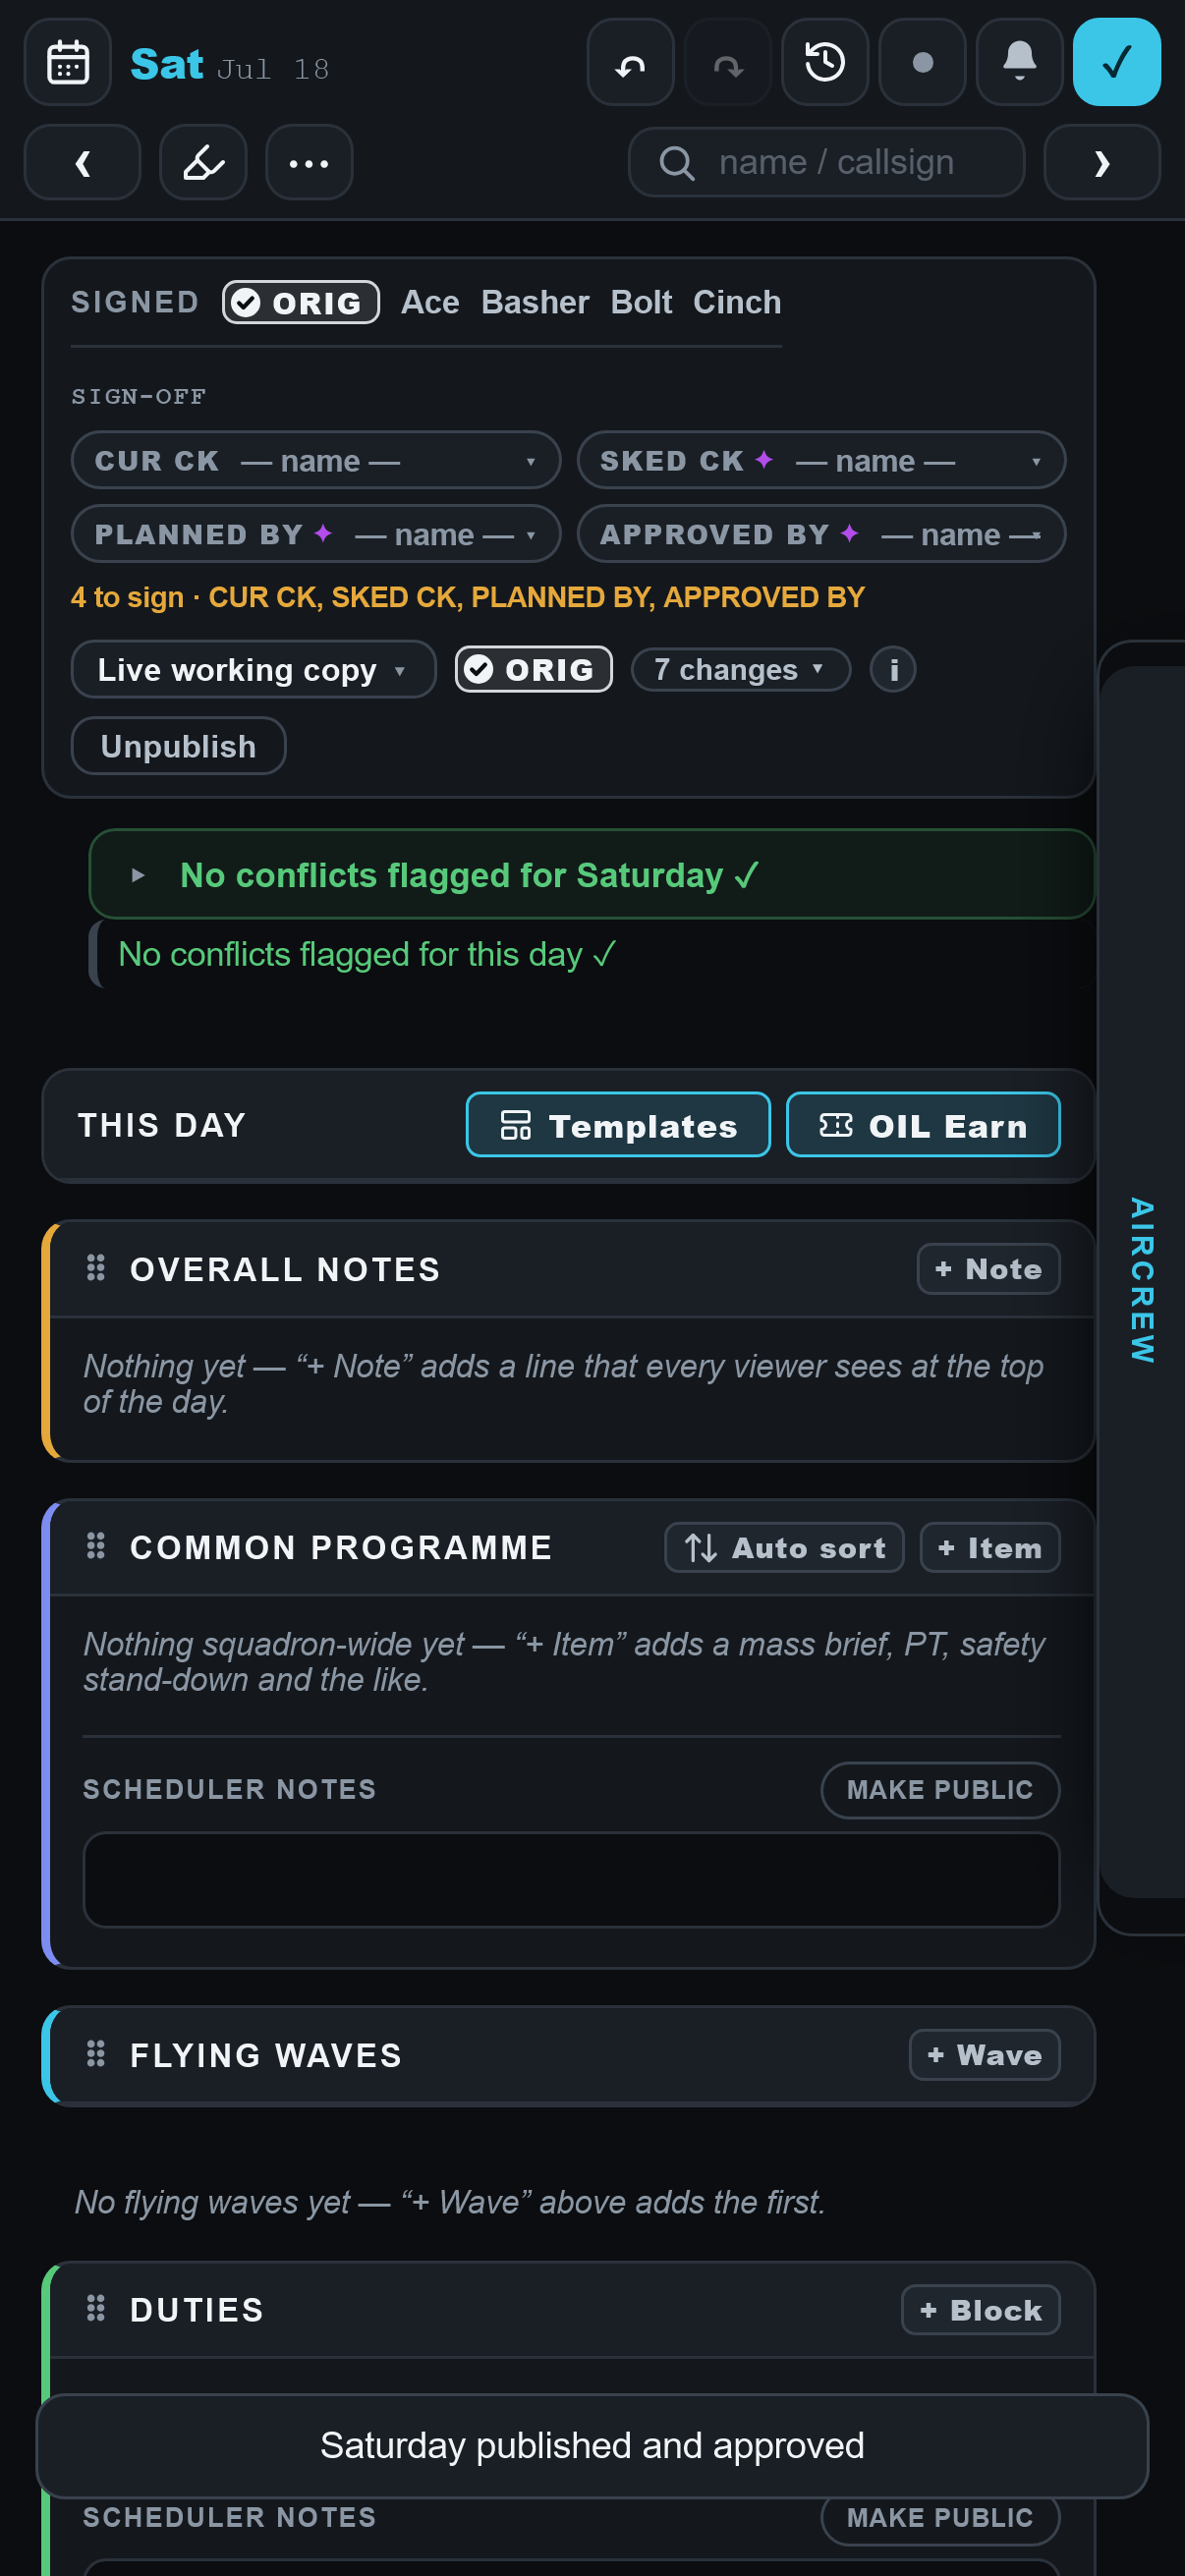 Sat Jul 18
name / callsign
SIGNED ORIG Ace Basher Bolt Cinch
SIGN-OFF
CUR CK — name —
SKED CK ✦ — name —
PLANNED BY ✦ — name —
APPROVED BY ✦ — name —
4 to sign · CUR CK, SKED CK, PLANNED BY, APPROVED BY
Live working copy ORIG 7 changes i
Unpublish
No conflicts flagged for Saturday ✓
No conflicts flagged for this day ✓
THIS DAY Templates OIL Earn
OVERALL NOTES + Note
Nothing yet — “+ Note” adds a line that every viewer sees at the top
of the day.
AIRCREW
COMMON PROGRAMME Auto sort + Item
Nothing squadron-wide yet — “+ Item” adds a mass brief, PT, safety
stand-down and the like.
SCHEDULER NOTES MAKE PUBLIC
FLYING WAVES + Wave
No flying waves yet — “+ Wave” above adds the first.
DUTIES + Block
Saturday published and approved
SCHEDULER NOTES MAKE PUBLIC